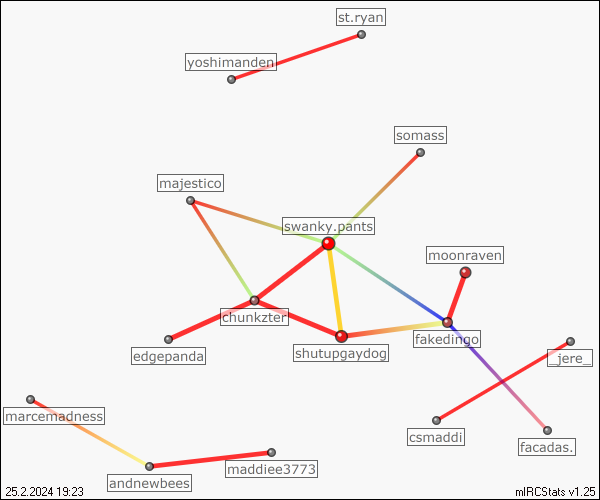 st.ryan
yoshimanden
somass
majestico
swanky.pants
moonraven
chunkzter
fakedingo
edgepanda
shutupgaydog
_jere_
marcemadness
csmaddi
facadas.
maddiee3773
andnewbees
25.2.2024 19:23
mIRCStats v1.25